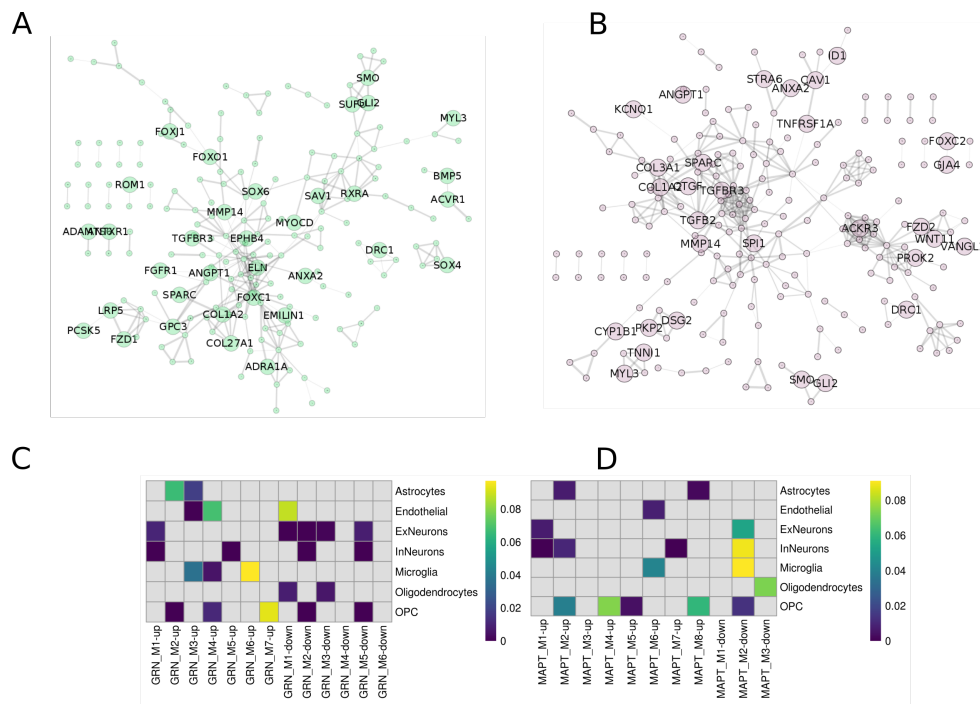 A
SMO
SUFU
GLI2
MYL3
FOXJ1
FOXO1
BMP5
ROM1
SOX6
SAV1
RXRA
ACVR1
MMP14
MYOCD
TGFBR3
EPHB4
DRC1
SOX4
FGFR1
ANGPT1
ELN
ANXA2
SPARC
FOXC1
LRP5
COL1A2
EMILIN1
PCSK5
FZD1
GPC3
COL27A1
ADRA1A
B
ID1
STRA6
ANXA2
CAV1
ANGPT1
KCNQ1
TNFRSF1A
FOXC2
COL3A1
SPARC
GJA4
COL1A2
CTGF
TGFBR3
TGFB2
ACKR3
FZD2
MMP14
SPI1
WNT11
PROK2
DRC1
DSG2
CYP1B1
PKP2
TNNI1
MYL3
SMO
GLI2
C
Astrocytes
Endothelial
ExNeurons
InNeurons
Microglia
Oligodendrocytes
OPC
0.08
0.06
0.04
0.02
0
GRN_M1-up
GRN_M2-up
GRN_M3-up
GRN_M4-up
GRN_M5-up
GRN_M6-up
GRN_M7-up
GRN_M1-down
GRN_M2-down
GRN_M3-down
GRN_M4-down
GRN_M5-down
GRN_M6-down
D
Astrocytes
Endothelial
ExNeurons
InNeurons
Microglia
Oligodendrocytes
OPC
0.08
0.06
0.04
0.02
0
MAPT_M1-up
MAPT_M2-up
MAPT_M3-up
MAPT_M4-up
MAPT_M5-up
MAPT_M6-up
MAPT_M7-up
MAPT_M8-up
MAPT_M1-down
MAPT_M2-down
MAPT_M3-down